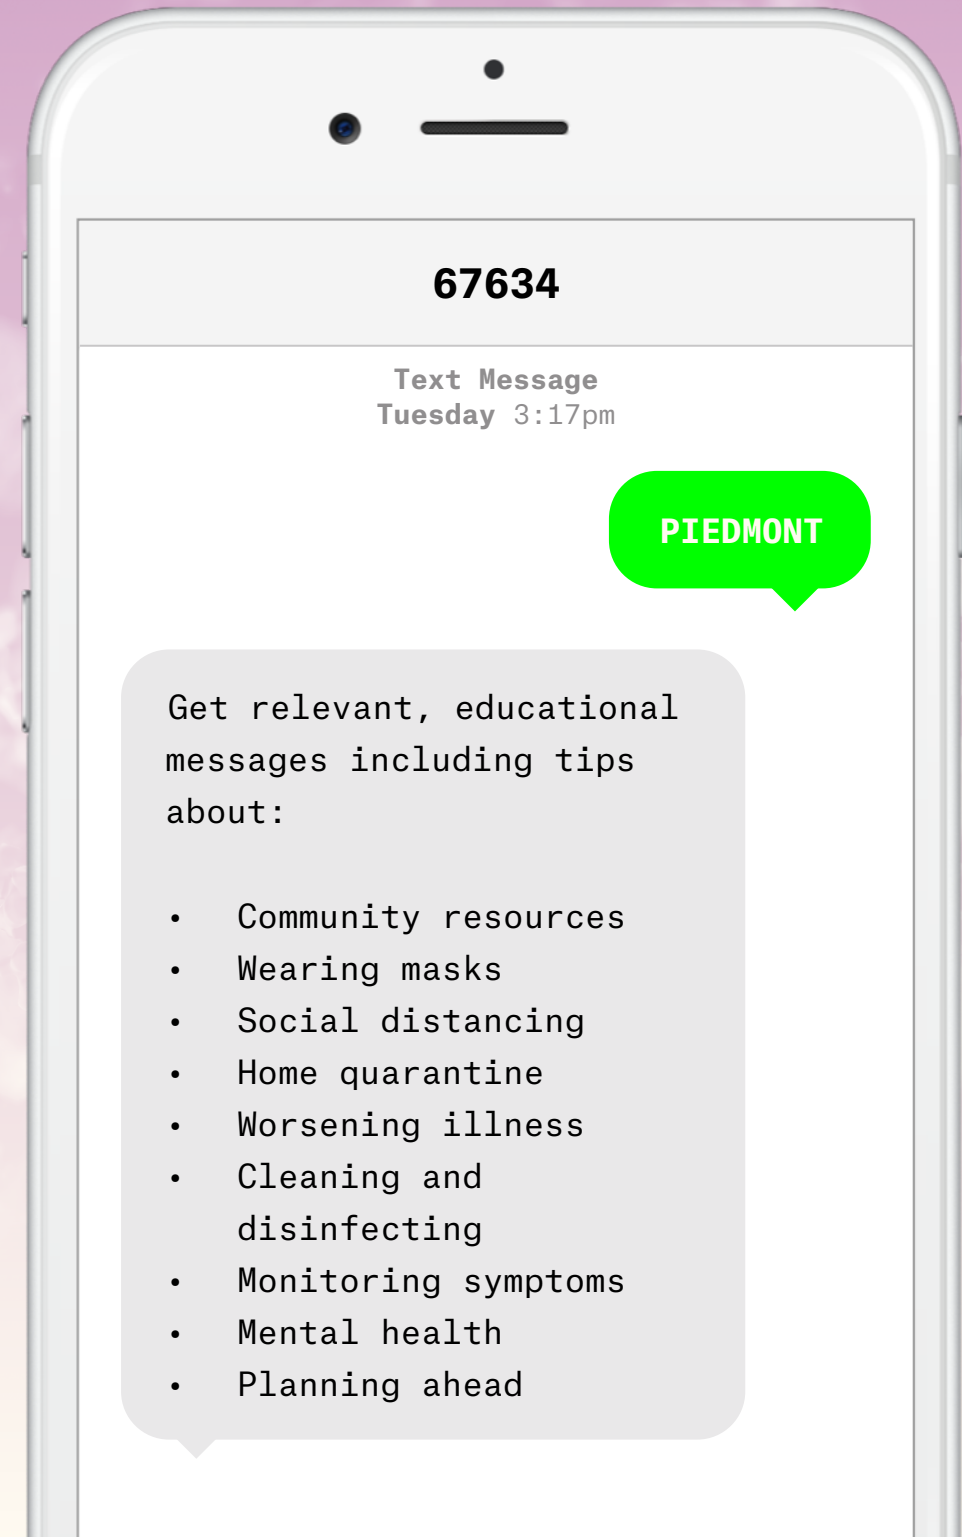 67634
Text Message
Tuesday 3:17pm
PIEDMONT
Get relevant, educational
messages including tips
about:
• Community resources
• Wearing masks
• Social distancing
• Home quarantine
• Worsening illness
• Cleaning and
disinfecting
• Monitoring symptoms
• Mental health
• Planning ahead